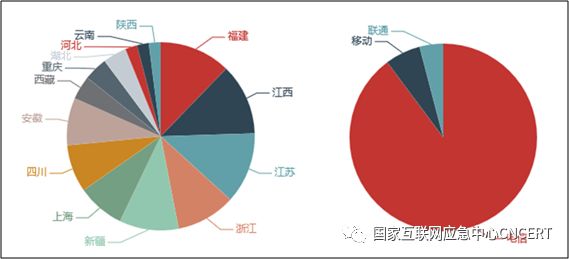 陕西
云南
河北
湖北
重庆
西藏
安徽
四川
上海
新疆
浙江
江苏
江西
福建
联通
移动
电信
国家互联网应急中心CNCERT